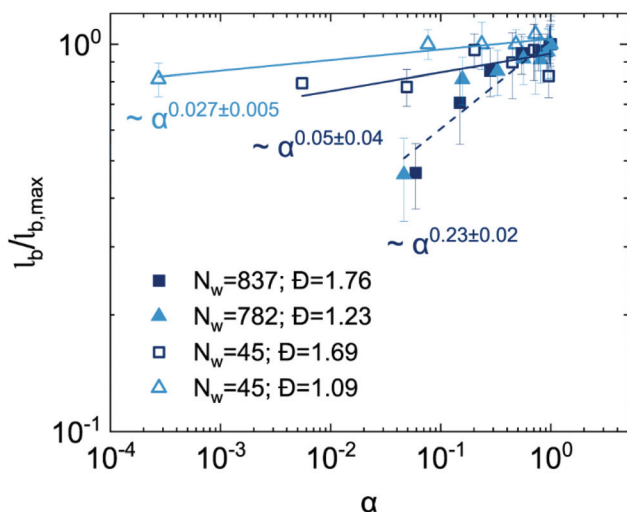 10⁰
~ α^0.027±0.005
~ α^0.05±0.04
~ α^0.23±0.02
l_b/l_b,max
N_w=837; Đ=1.76
N_w=782; Đ=1.23
N_w=45; Đ=1.69
N_w=45; Đ=1.09
10⁻¹
10⁻⁴ 10⁻³ 10⁻² 10⁻¹ 10⁰
α